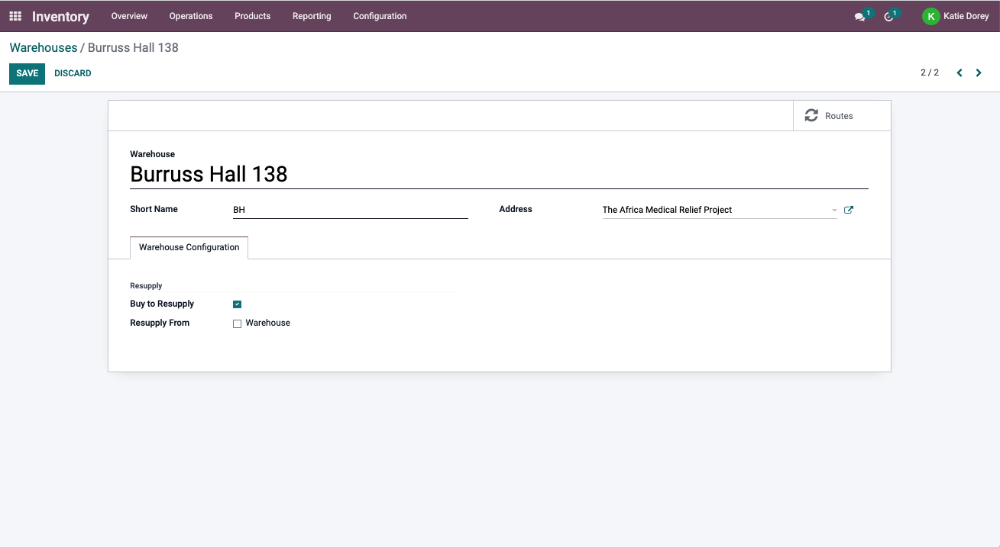 Inventory Overview Operations Products Reporting Configuration 1 1 K Katie Dorey
Warehouses / Burruss Hall 138
SAVE DISCARD 2 / 2
Routes
Warehouse
Burruss Hall 138
Short Name BH Address The Africa Medical Relief Project
Warehouse Configuration
Resupply
Buy to Resupply
Resupply From Warehouse